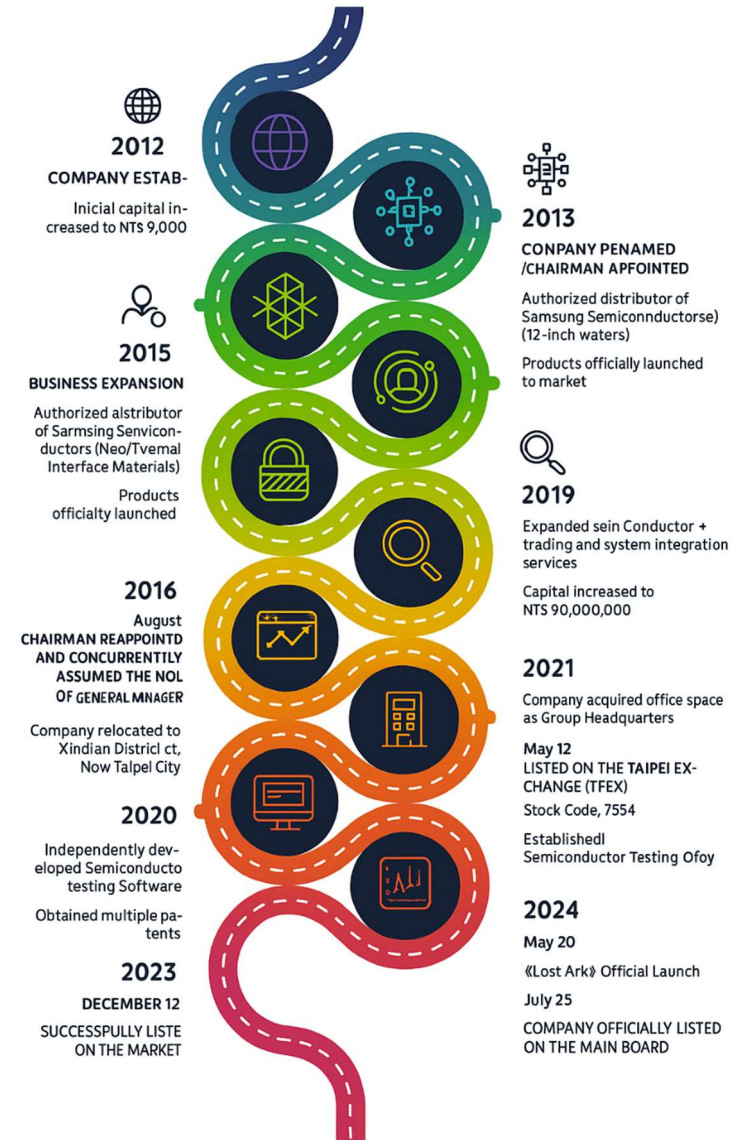 2012
COMPANY ESTAB-
Inicial capital in-
creased to NTS 9,000
2013
CONPANY PENAMED
/CHAIRMAN APFOINTED
Authorized distributor of
Samsung Semiconnductorse)
(12-inch waters)
Products officially launched
to market
2015
BUSINESS EXPANSION
Authorized alstributor
of Sarmsing Senvicon-
ductors (Neo/Tvemal
Interface Materials)
Products
officialty launched
2019
Expanded sein Conductor +
trading and system integration
services
Capital increased to
NTS 90,000,000
2016
August
CHAIRMAN REAPPOINTD
AND CONCURRENTILY
ASSUMED THE NOL
OF GENERAL MNAGER
Company relocated to
Xindian Districl ct,
Now Talpel City
2021
Company acquired office space
as Group Headquarters
May 12
LISTED ON THE TAIPEI EX-
CHANGE (TFEX)
Stock Code, 7554
Establishedl
Semiconductor Testing Ofoy
2020
Independently dev-
eloped Semiconducto
testing Software
Obtained multiple pa-
tents
2023
DECEMBER 12
SUCCESSPULLY LISTE
ON THE MARKET
2024
May 20
《Lost Ark》 Official Launch
July 25
COMPANY OFFICIALLY LISTED
ON THE MAIN BOARD